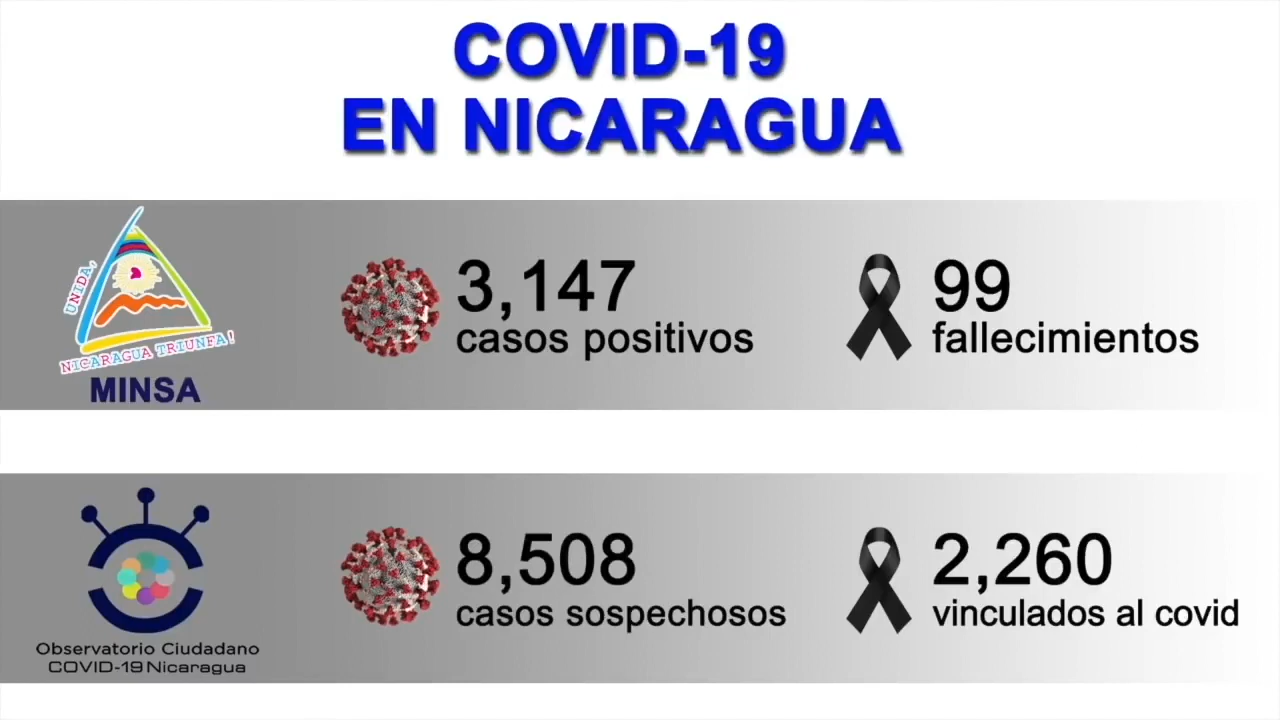 COVID-19
EN NICARAGUA
UNIDA,
NICARAGUA TRIUNFA!
MINSA
3,147
casos positivos
99
fallecimientos
Observatorio Ciudadano
COVID-19 Nicaragua
8,508
casos sospechosos
2,260
vinculados al covid